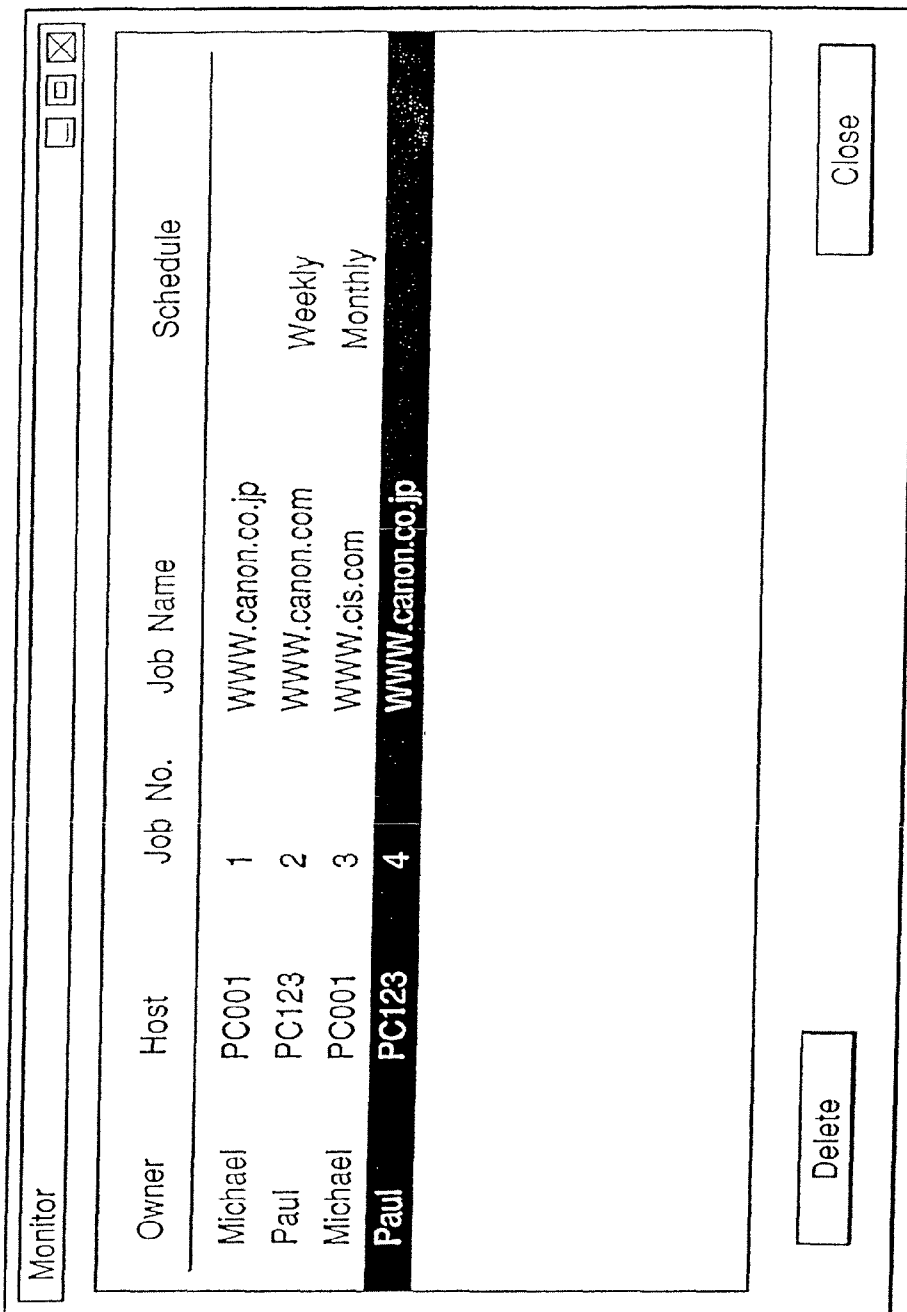 Monitor
Owner Host Job No. Job Name Schedule
Michael PC001 1 WWW.canon.co.jp
Paul PC123 2 WWW.canon.com Weekly
Michael PC001 3 WWW.cis.com Monthly
Paul PC123 4 WWW.canon.co.jp
Delete Close